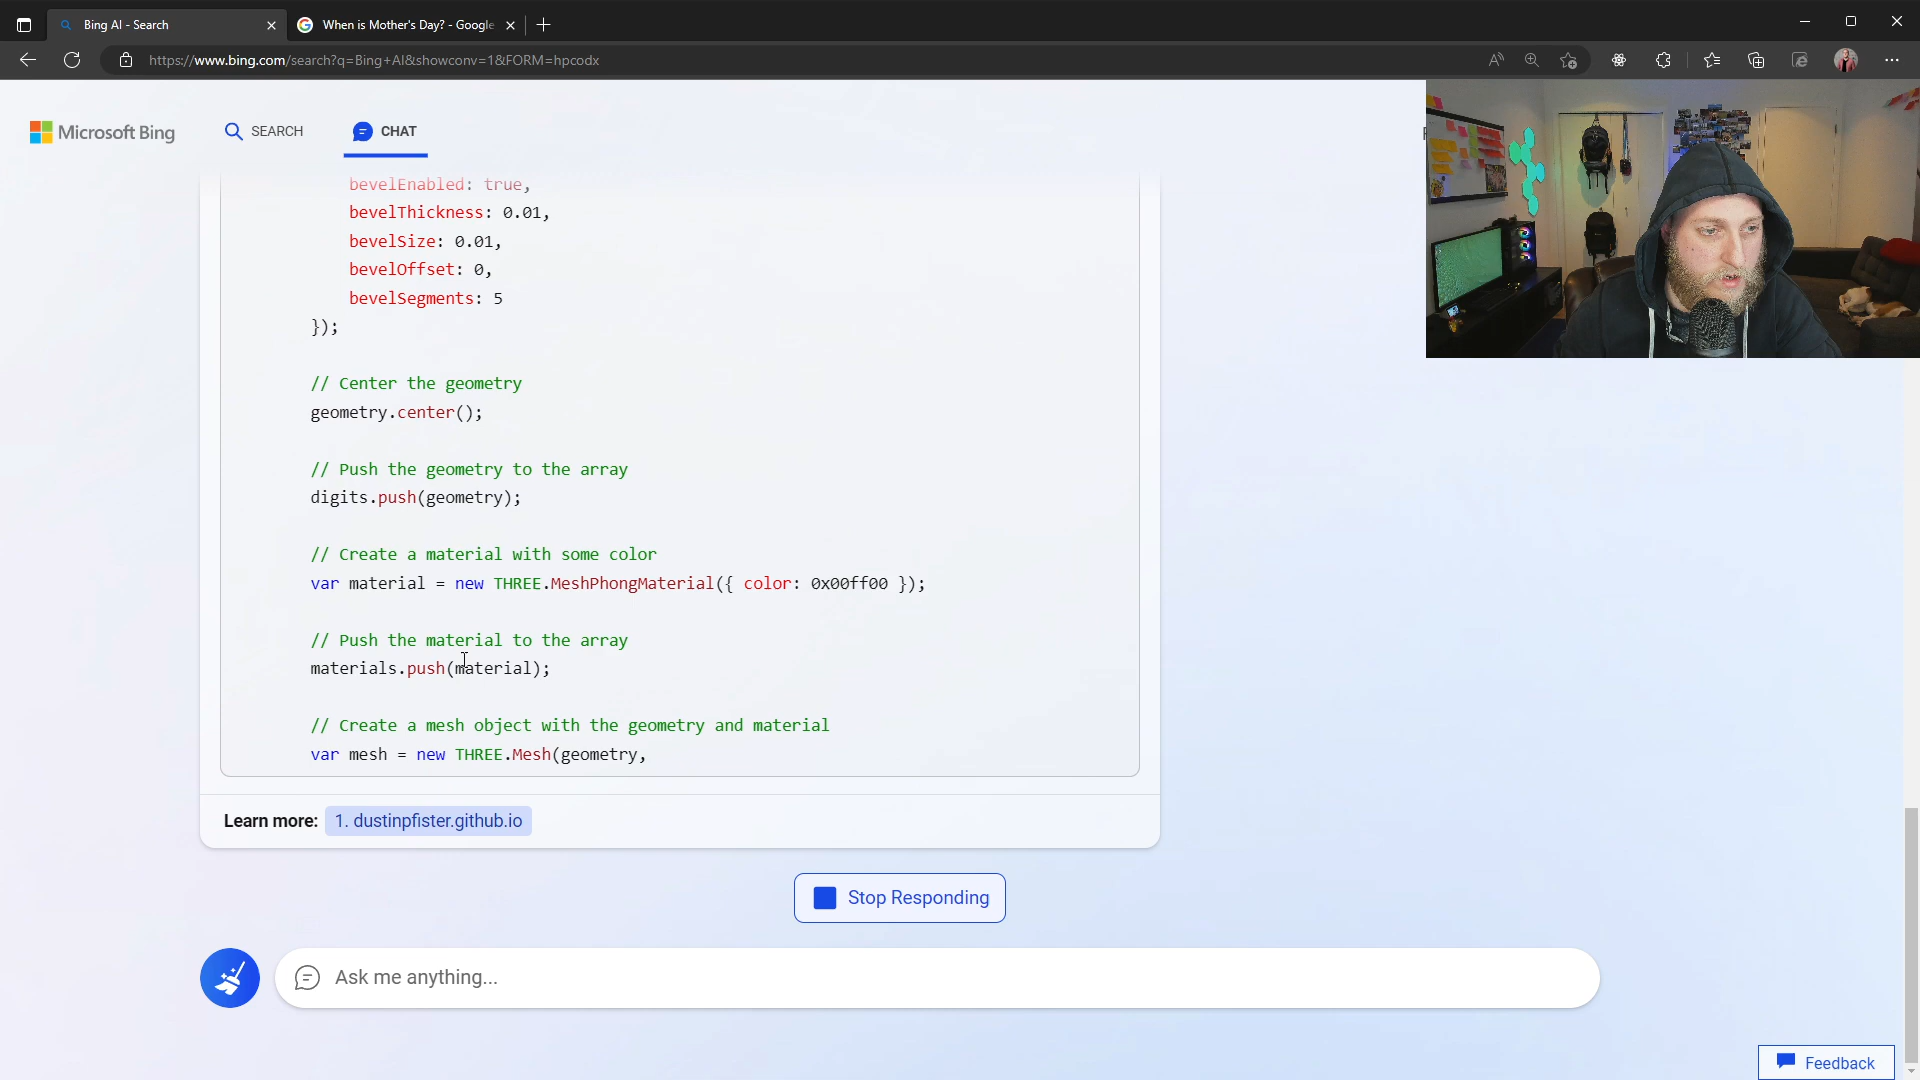 Bing AI - Search
When is Mother's Day? - Google
https://www.bing.com/search?q=Bing+AI&showconv=1&FORM=hpcodx
Microsoft Bing
SEARCH
CHAT
bevelEnabled: true,
bevelThickness: 0.01,
bevelSize: 0.01,
bevelOffset: 0,
bevelSegments: 5
});
// Center the geometry
geometry.center();
// Push the geometry to the array
digits.push(geometry);
// Create a material with some color
var material = new THREE.MeshPhongMaterial({ color: 0x00ff00 });
// Push the material to the array
materials.push(material);
// Create a mesh object with the geometry and material
var mesh = new THREE.Mesh(geometry,
Learn more: 1. dustinpfister.github.io
Stop Responding
Ask me anything...
Feedback